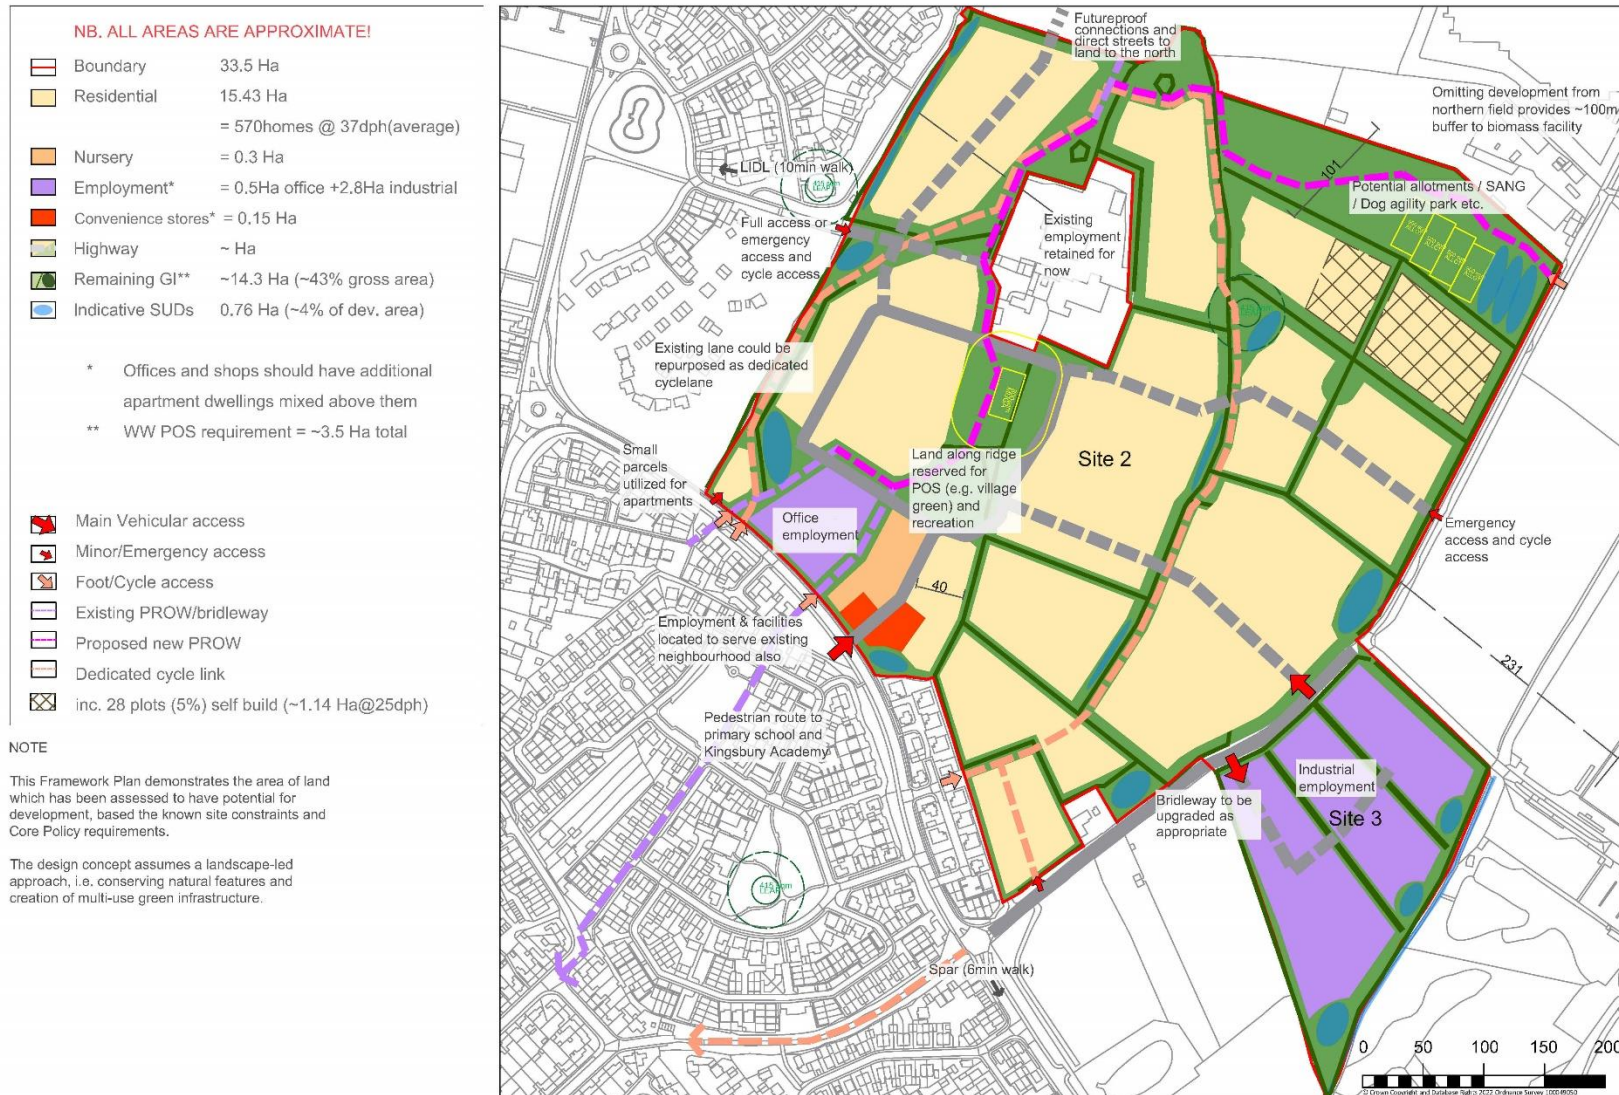 NB. ALL AREAS ARE APPROXIMATE!
Boundary 33.5 Ha
Residential 15.43 Ha
= 570homes @ 37dph(average)
Nursery = 0.3 Ha
Employment* = 0.5Ha office +2.8Ha industrial
Convenience stores* = 0.15 Ha
Highway ~ Ha
Remaining GI** ~14.3 Ha (~43% gross area)
Indicative SUDs 0.76 Ha (~4% of dev. area)
* Offices and shops should have additional
apartment dwellings mixed above them
** WW POS requirement = ~3.5 Ha total
Main Vehicular access
Minor/Emergency access
Foot/Cycle access
Existing PROW/bridleway
Proposed new PROW
Dedicated cycle link
inc. 28 plots (5%) self build (~1.14 Ha@25dph)
NOTE
This Framework Plan demonstrates the area of land
which has been assessed to have potential for
development, based the known site constraints and
Core Policy requirements.
The design concept assumes a landscape-led
approach, i.e. conserving natural features and
creation of multi-use green infrastructure.
Futureproof
connections and
direct streets to
land to the north
Omitting development from
northern field provides ~100m
buffer to biomass facility
LIDL (10min walk)
101
Potential allotments / SANG
/ Dog agility park etc.
Full access or
emergency
access and
cycle access
Existing
employment
retained for
now
Existing lane could be
repurposed as dedicated
cyclelane
Small
parcels
utilized for
apartments
Land along ridge
reserved for
POS (e.g. village
green) and
recreation
Site 2
Office
employment
Emergency
access and cycle
access
40
Employment & facilities
located to serve existing
neighbourhood also
231
Pedestrian route to
primary school and
Kingsbury Academy
Industrial
employment
Bridleway to be
upgraded as
appropriate
Site 3
Spar (6min walk)
0 50 100 150 200
© Crown Copyright and Database Rights 2022 Ordnance Survey 100049050